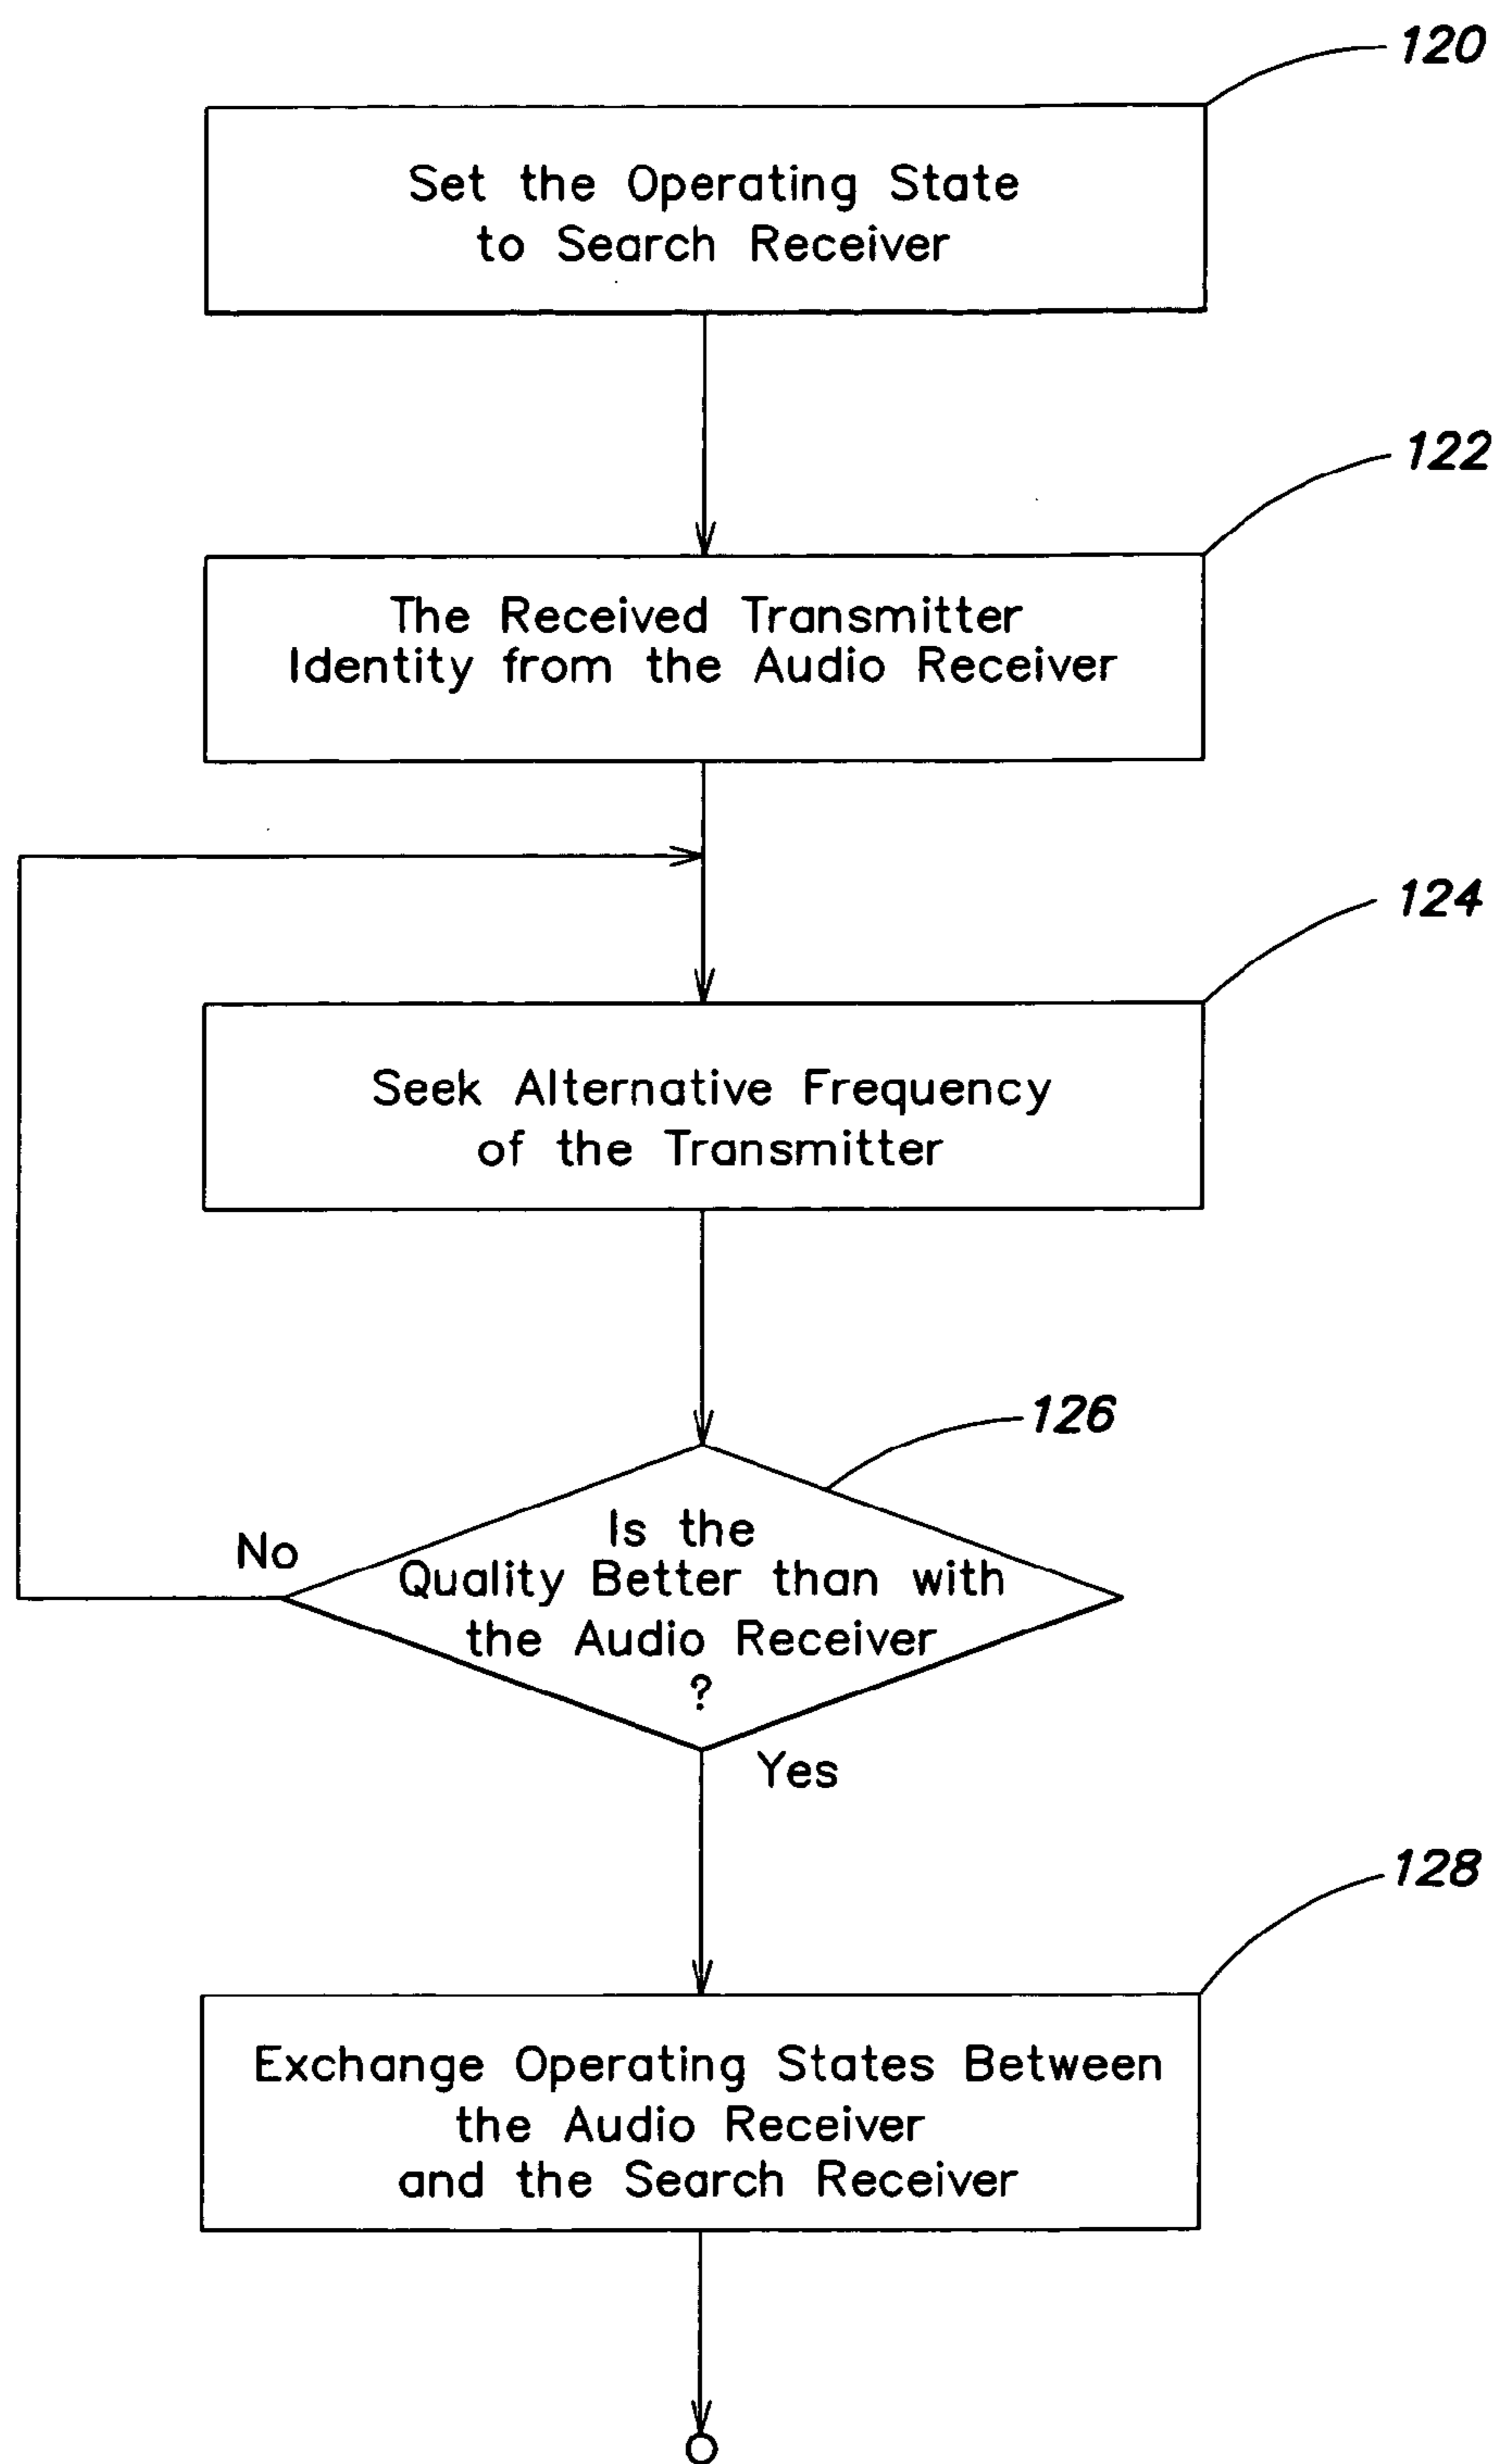 120
Set the Operating State
to Search Receiver
122
The Received Transmitter
Identity from the Audio Receiver
124
Seek Alternative Frequency
of the Transmitter
126
Is the
Quality Better than with
the Audio Receiver
?
No
Yes
128
Exchange Operating States Between
the Audio Receiver
and the Search Receiver